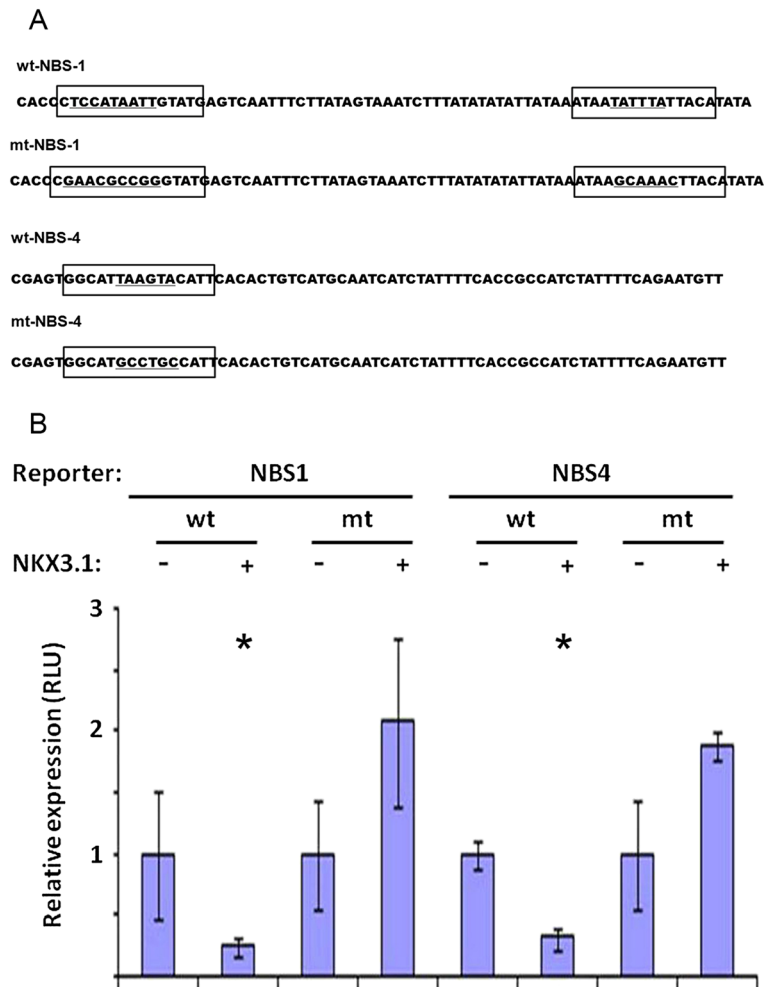 A
wt-NBS-1
CACCCTCCATAATTGTATGAGTCAATTTCTTATAGTAAATCTTTATATATATTATAAATAATATTTATTACATATA
mt-NBS-1
CACCCGAACGCCGGGTATGAGTCAATTTCTTATAGTAAATCTTTATATATATTATAAATAAGCAAACTTACATATA
wt-NBS-4
CGAGTGGCATTAAGTACATTCACACTGTCATGCAATCATCTATTTTCACCGCCATCTATTTTCAGAATGTT
mt-NBS-4
CGAGTGGCATGCCTGCCATTCACACTGTCATGCAATCATCTATTTTCACCGCCATCTATTTTCAGAATGTT
B
Reporter: NBS1 NBS4
wt mt wt mt
NKX3.1: - + - + - + - +
3
* *
2
1
Relative expression (RLU)